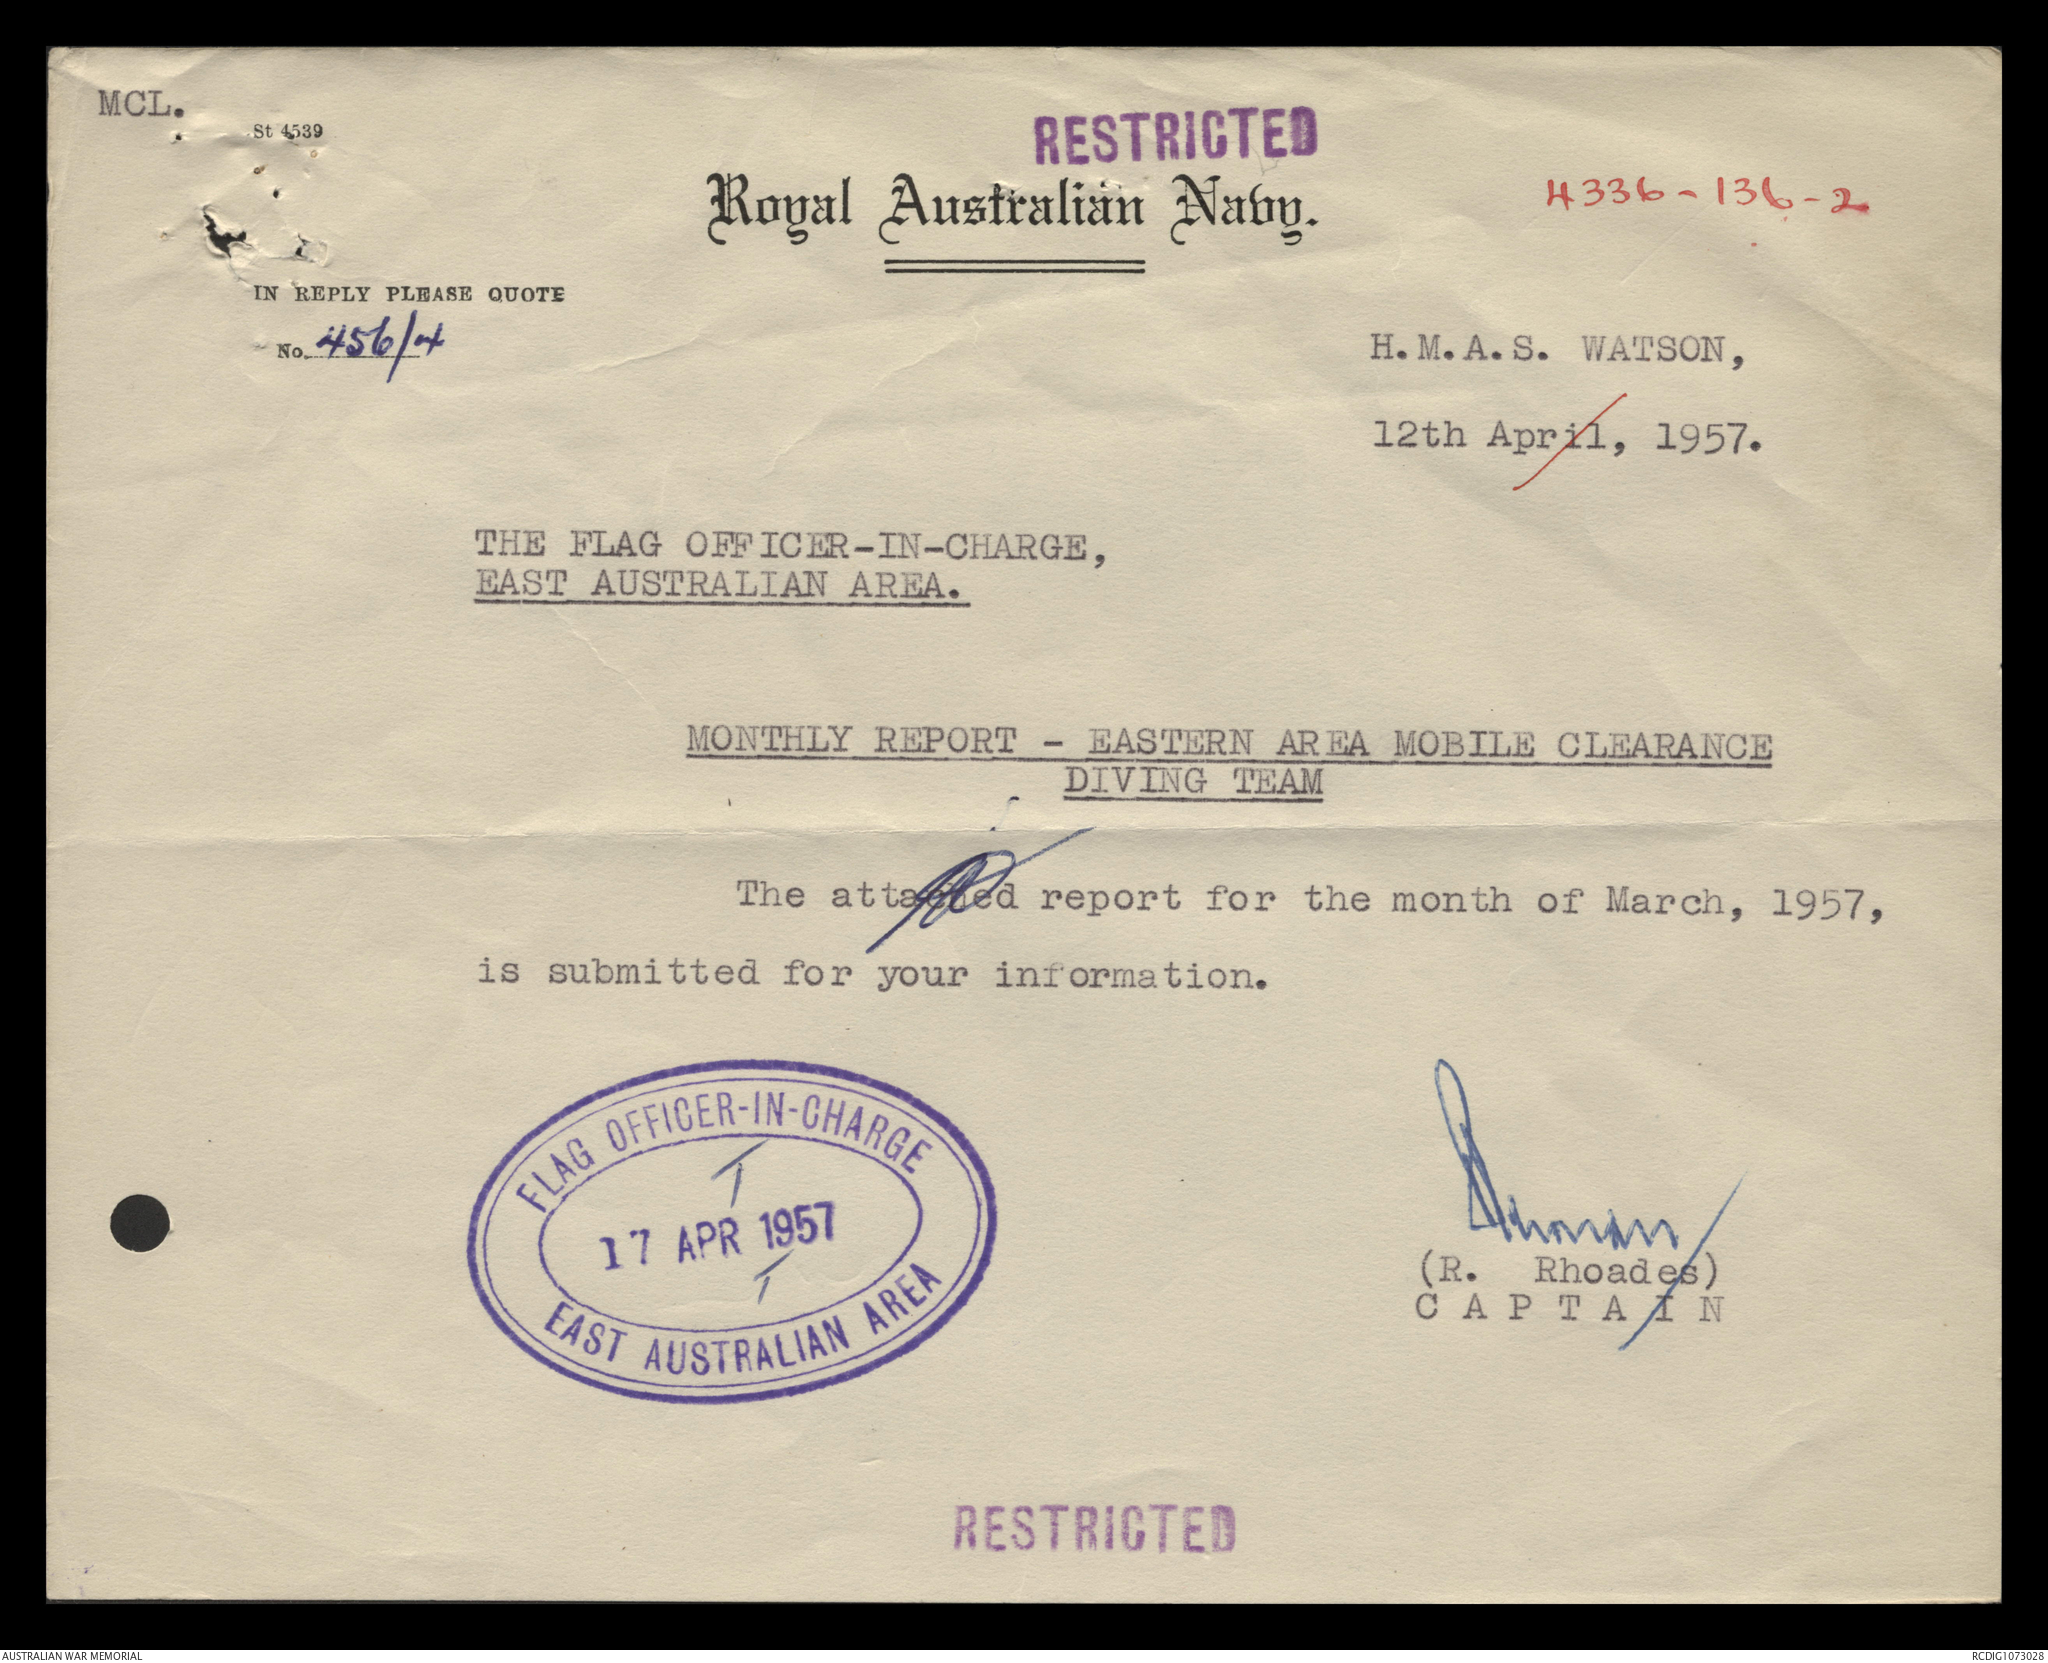 MCL.
St 4539
RESTRICTED
Royal Australian Navy.
4336-136-2
IN REPLY PLEASE QUOTE
No. 456/4
H.M.A.S. WATSON,
12th April, 1957.
THE FLAG OFFICER-IN-CHARGE,
EAST AUSTRALIAN AREA.
MONTHLY REPORT - EASTERN AREA MOBILE CLEARANCE
DIVING TEAM
The attached report for the month of March, 1957,
is submitted for your information.
FLAG OFFICER-IN-CHARGE
17 APR 1957
EAST AUSTRALIAN AREA
(R. Rhoades)
C A P T A I N
RESTRICTED
AUSTRALIAN WAR MEMORIAL
RCDIG1073028